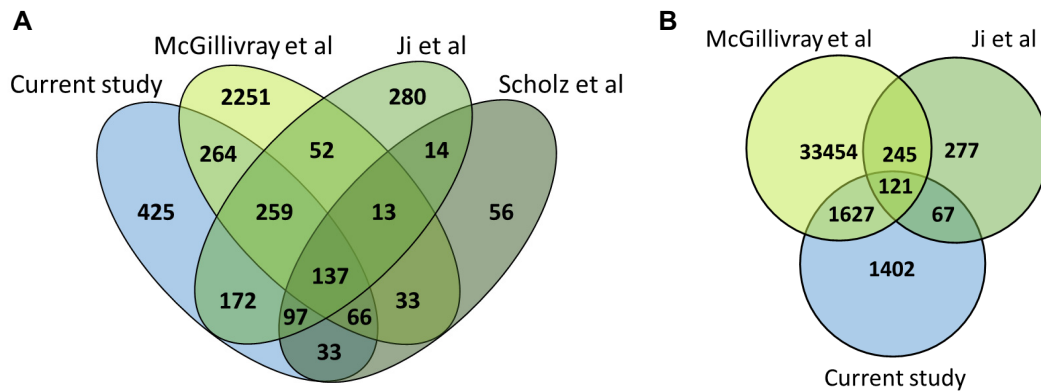 A
McGillivray et al
Ji et al
Current study
Scholz et al
2251
280
264
52
14
425
259
13
56
137
172
97
66
33
33
B
McGillivray et al
Ji et al
33454
245
277
121
1627
67
1402
Current study